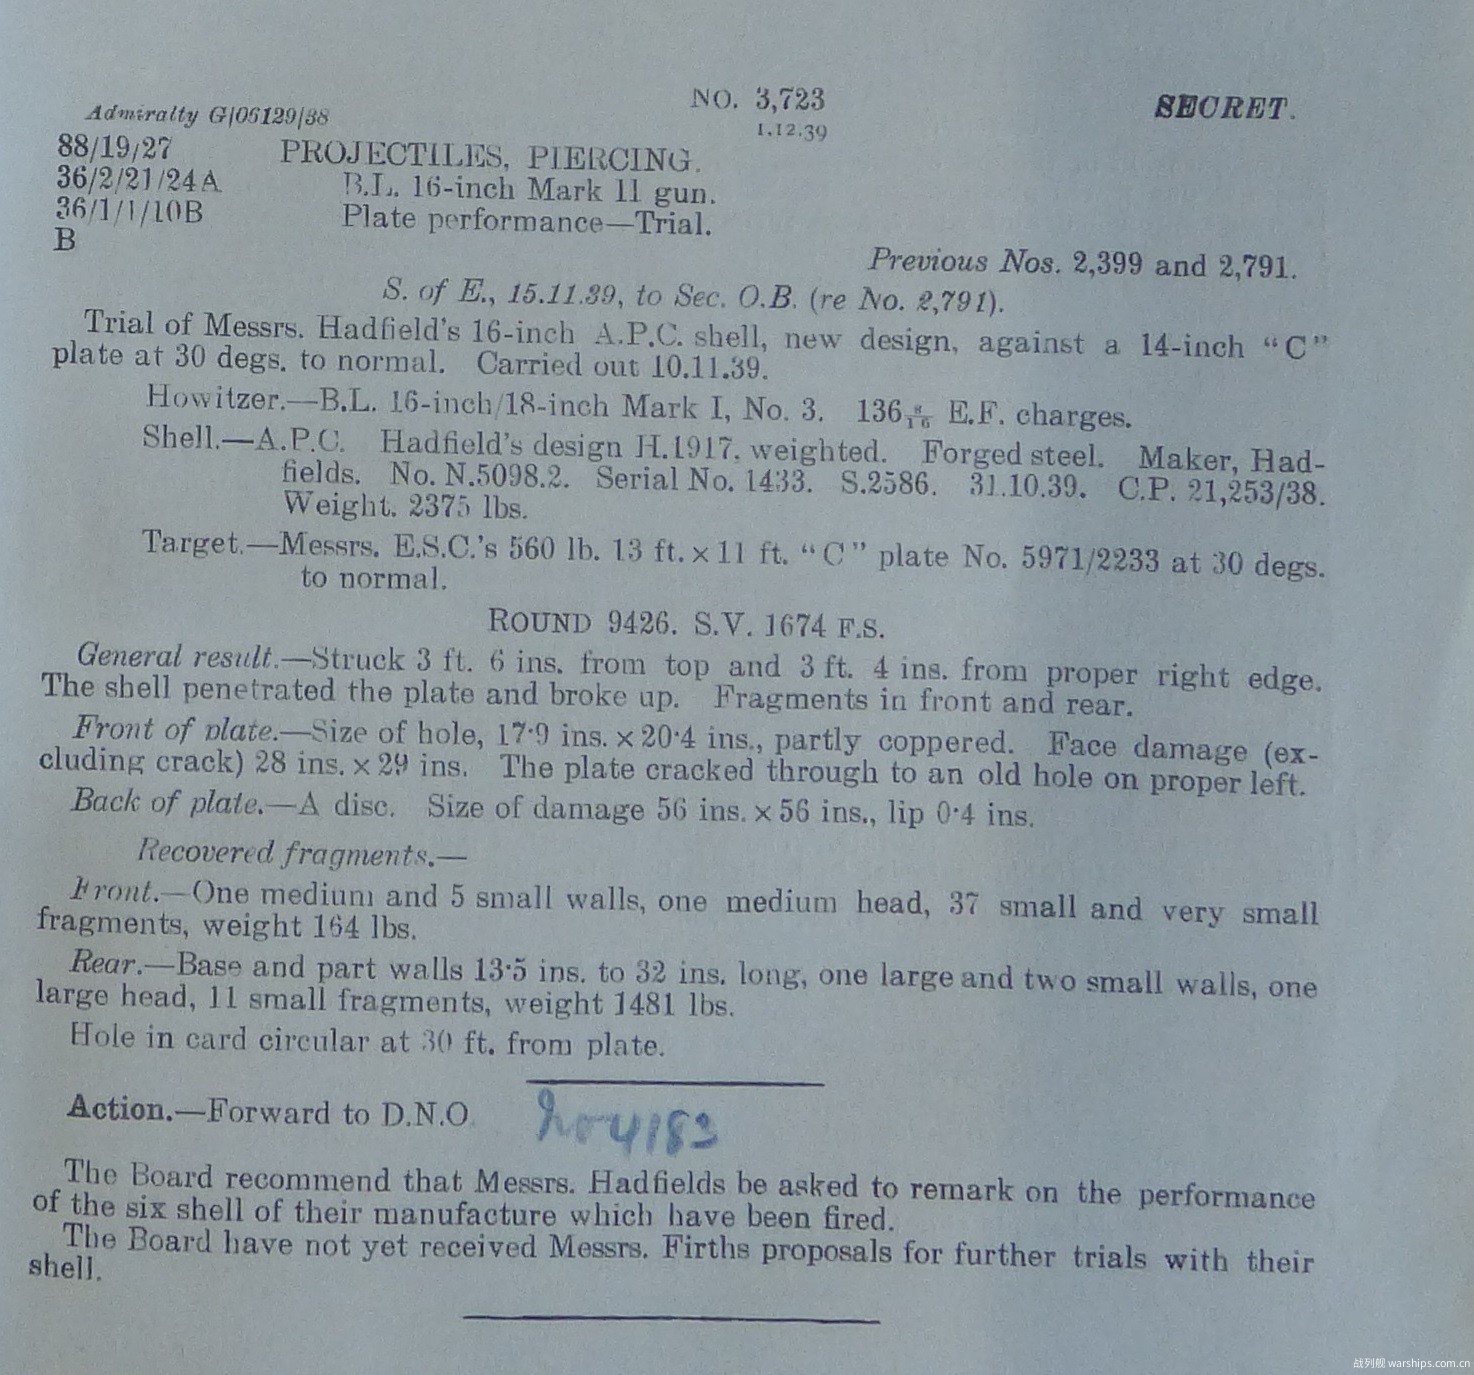 NO. 3,723
SECRET.
Admiralty G|06129|38
1.12.39
88/19/27
PROJECTILES, PIERCING.
36/2/21/24A
B.L. 16-inch Mark 11 gun.
36/1/1/10B
Plate performance—Trial.
B
Previous Nos. 2,399 and 2,791.
S. of E., 15.11.39, to Sec. O.B. (re No. 2,791).
Trial of Messrs. Hadfield's 16-inch A.P.C. shell, new design, against a 14-inch “C”
plate at 30 degs. to normal. Carried out 10.11.39.
Howitzer.—B.L. 16-inch/18-inch Mark I, No. 3. 136 8/16 E.F. charges.
Shell.—A.P.C. Hadfield's design H.1917, weighted. Forged steel. Maker, Had-
fields. No. N.5098.2. Serial No. 1433. S.2586. 31.10.39. C.P. 21,253/38.
Weight. 2375 lbs.
Target.—Messrs. E.S.C.'s 560 lb. 13 ft. × 11 ft. “C” plate No. 5971/2233 at 30 degs.
to normal.
ROUND 9426. S.V. 1674 F.S.
General result.—Struck 3 ft. 6 ins. from top and 3 ft. 4 ins. from proper right edge.
The shell penetrated the plate and broke up. Fragments in front and rear.
Front of plate.—Size of hole, 17·9 ins. × 20·4 ins., partly coppered. Face damage (ex-
cluding crack) 28 ins. × 29 ins. The plate cracked through to an old hole on proper left.
Back of plate.—A disc. Size of damage 56 ins. × 56 ins., lip 0·4 ins.
Recovered fragments.—
Front.—One medium and 5 small walls, one medium head, 37 small and very small
fragments, weight 164 lbs.
Rear.—Base and part walls 13·5 ins. to 32 ins. long, one large and two small walls, one
large head, 11 small fragments, weight 1481 lbs.
Hole in card circular at 30 ft. from plate.
Action.—Forward to D.N.O.
No 4183
The Board recommend that Messrs. Hadfields be asked to remark on the performance
of the six shell of their manufacture which have been fired.
The Board have not yet received Messrs. Firths proposals for further trials with their
shell.
战列舰 warships.com.cn